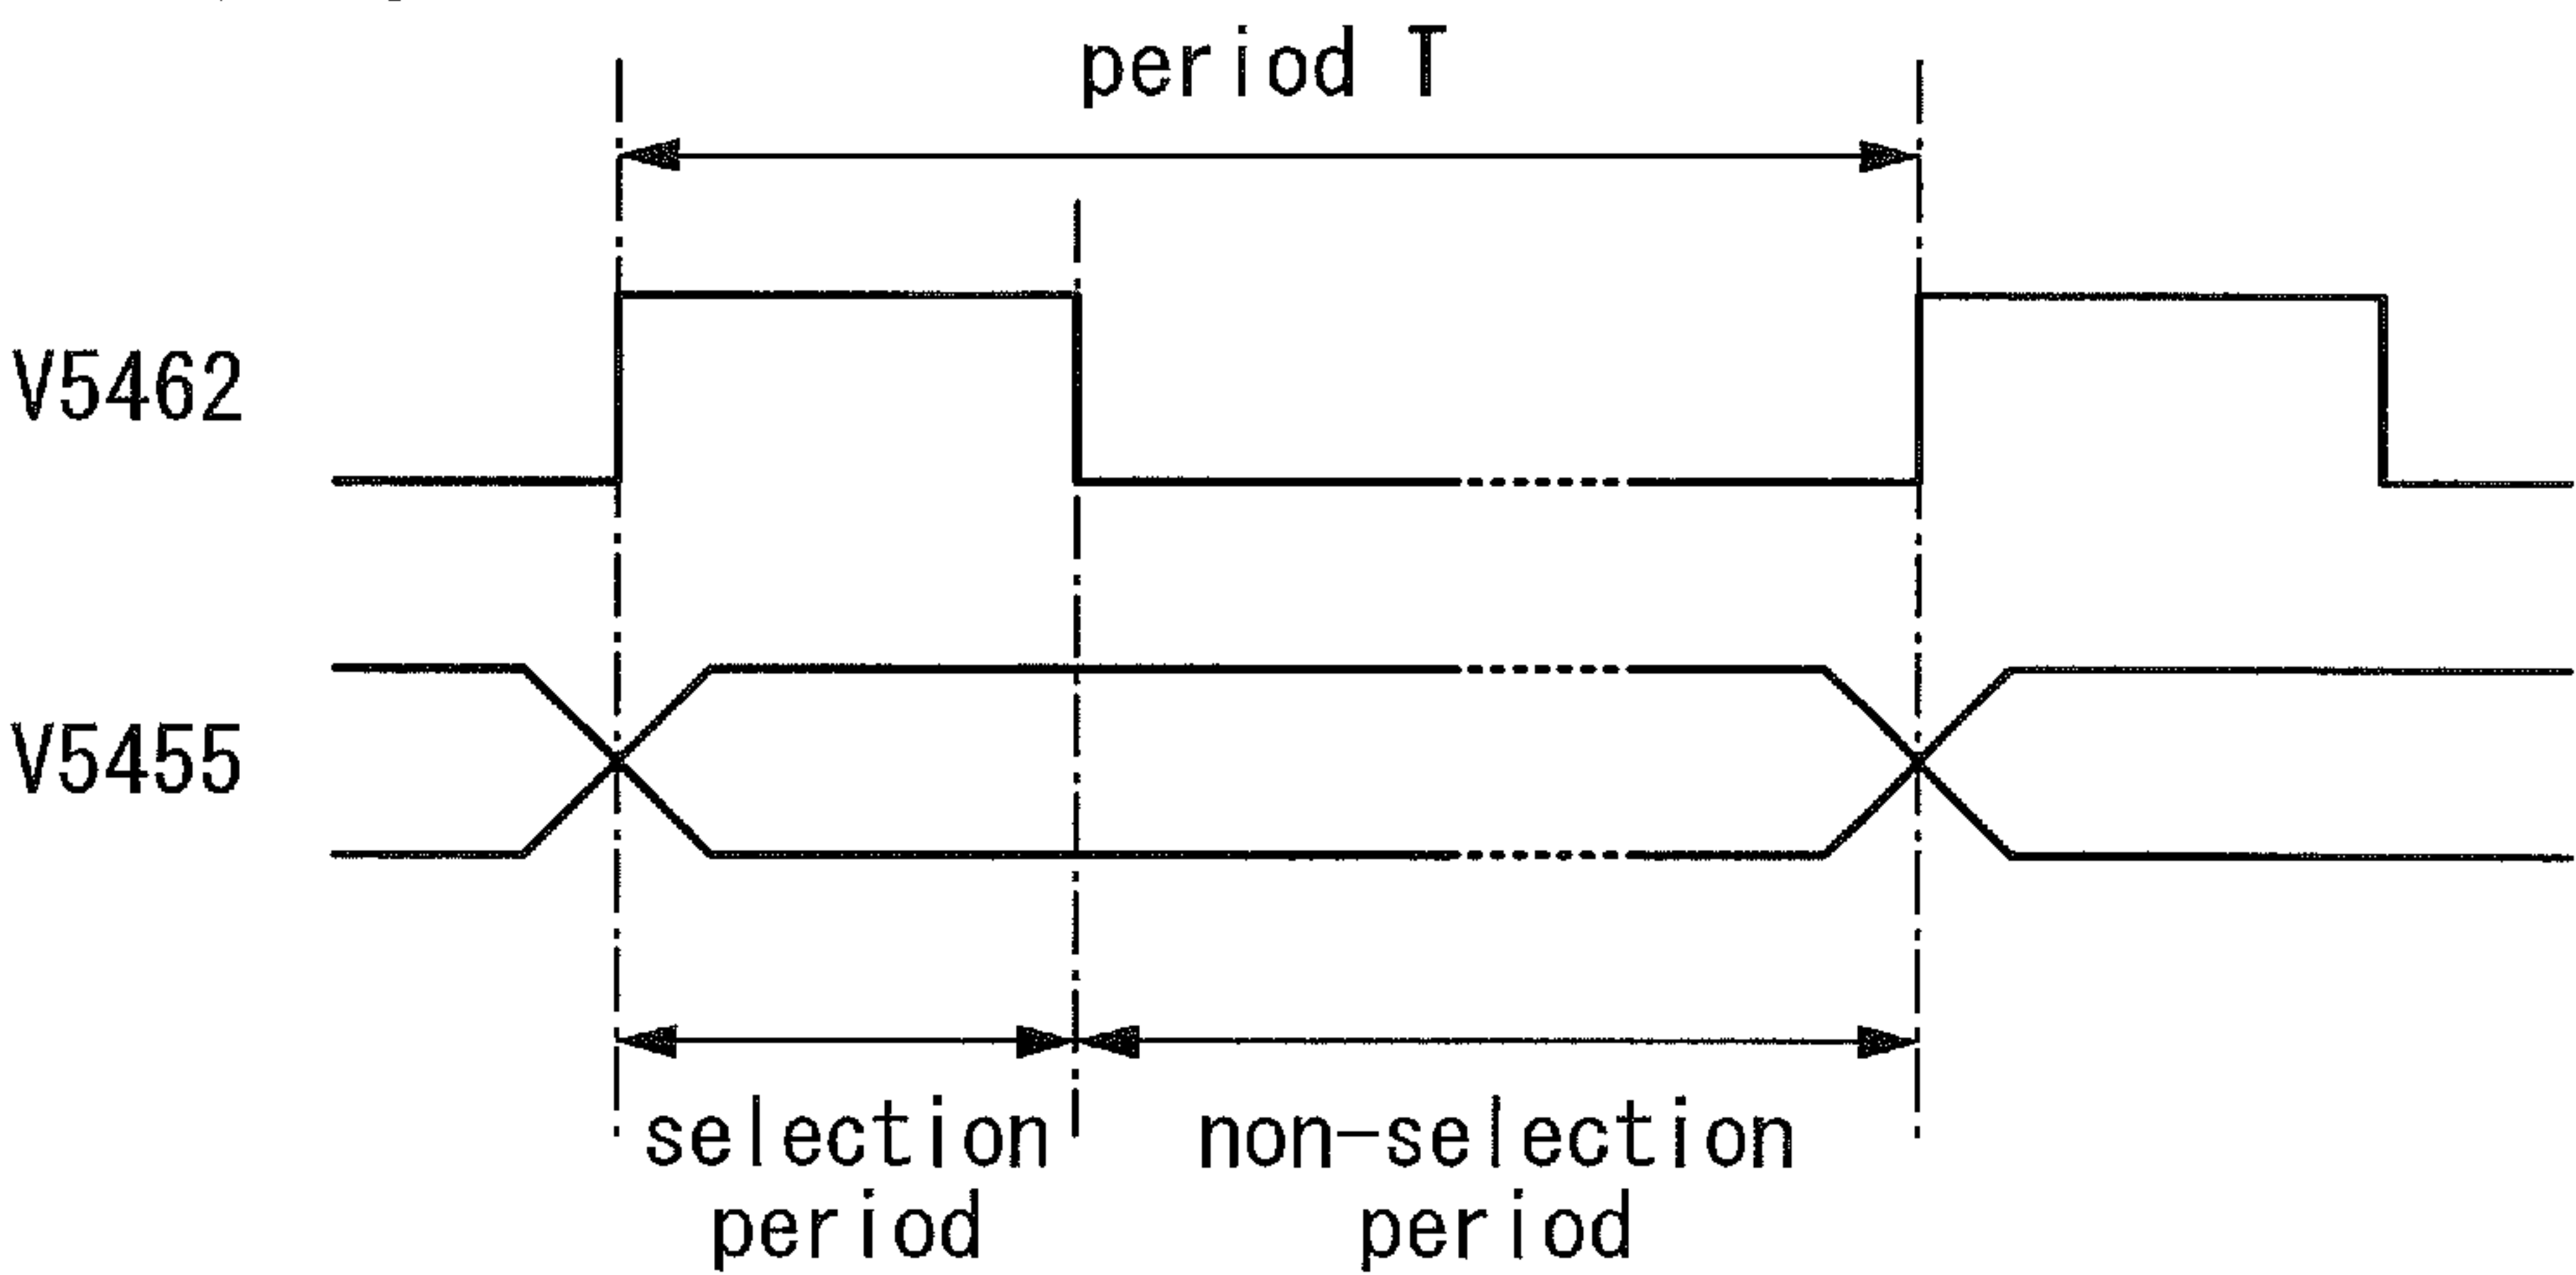 period T
V5462
V5455
selection period
non-selection period